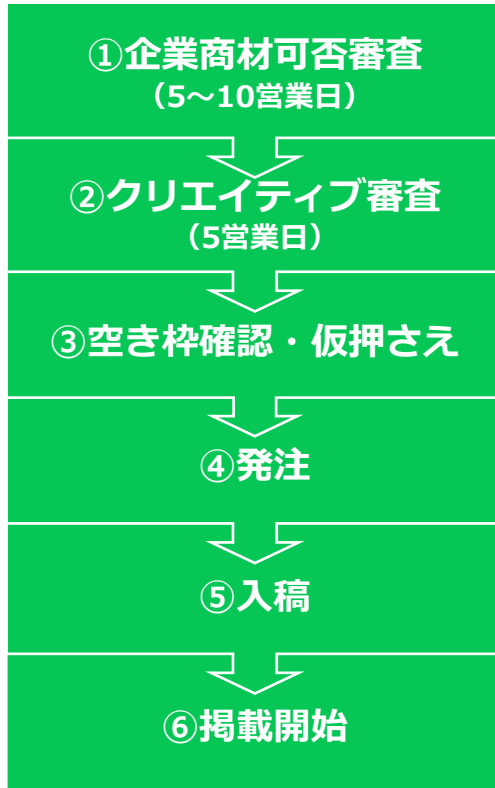 ①企業商材可否審査
（5～10営業日）
②クリエイティブ審査
（5営業日）
③空き枠確認・仮押さえ
④発注
⑤入稿
⑥掲載開始